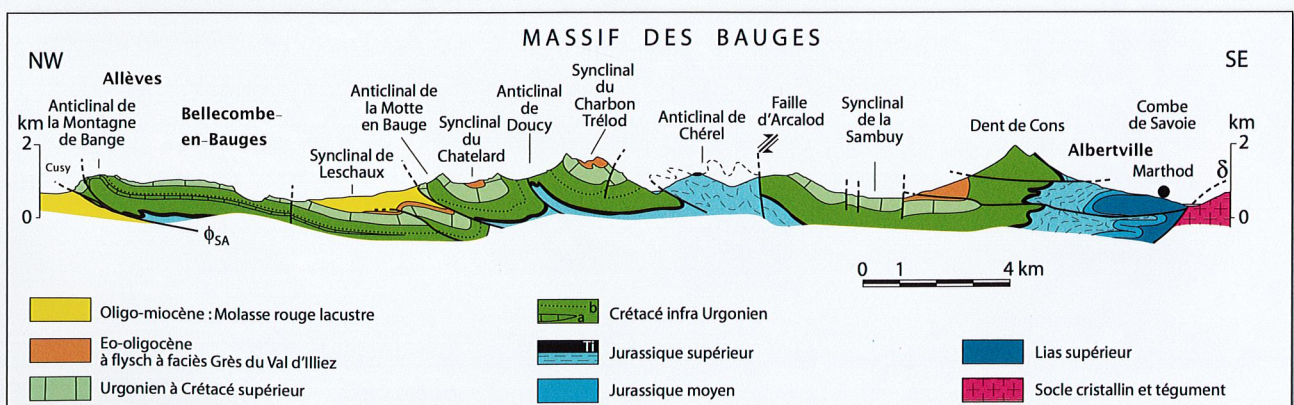 MASSIF DES BAUGES
NW
SE
Allèves
Anticlinal de
la Montagne
de Bange
Bellecombe-
en-Bauges
Synclinal de
Leschaux
Anticlinal de
la Motte
en Bauge
Synclinal
du
Chatelard
Anticlinal
de
Doucy
Synclinal
du
Charbon
Trélod
Anticlinal de
Chérel
Faille
d'Arcalod
Synclinal
de la
Sambuy
Dent de Cons
Albertville
Combe
de Savoie
Marthod
δ
km
2
0
km
2
0
Cusy
ϕSA
0 1 4 km
Oligo-miocène : Molasse rouge lacustre
Eo-oligocène
à flysch à faciès Grès du Val d'Illiez
Urgonien à Crétacé supérieur
b
a
Crétacé infra Urgonien
Ti
Jurassique supérieur
Jurassique moyen
Lias supérieur
Socle cristallin et tégument